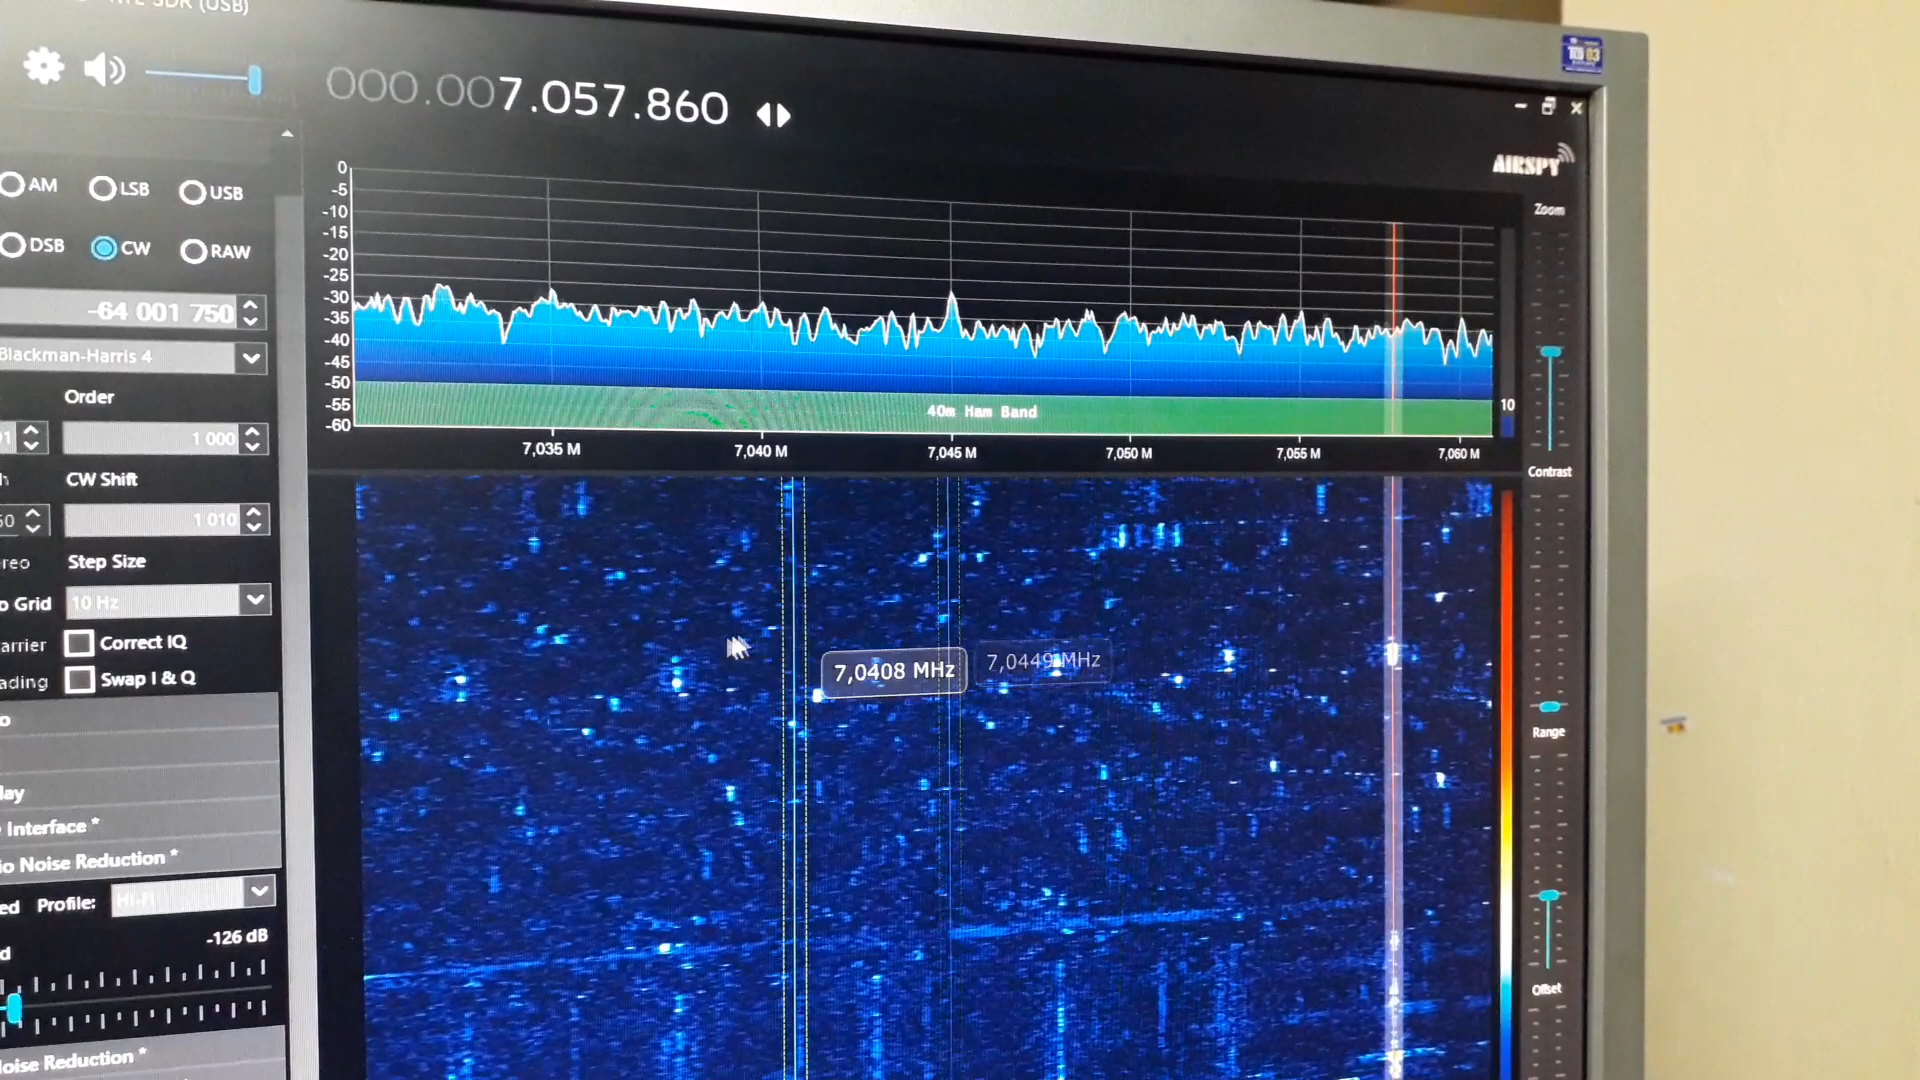 SDR (USB)
000.007.057.860
AIRSPY
AM
LSB
USB
DSB
CW
RAW
-64 001 750
Blackman-Harris 4
Order
1 000
CW Shift
1 010
Step Size
10 Hz
Grid
Correct IQ
Swap I & Q
Interface *
Noise Reduction *
Profile:
-126 dB
Noise Reduction *
0
-5
-10
-15
-20
-25
-30
-35
-40
-45
-50
-55
-60
40m Ham Band
10
7,035 M
7,040 M
7,045 M
7,050 M
7,055 M
7,060 M
7,0408 MHz
7,0449 MHz
Zoom
Contrast
Range
Offset